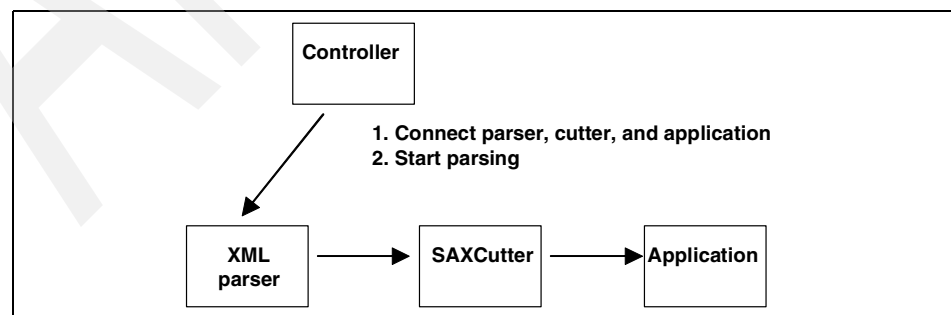 Controller
1. Connect parser, cutter, and application
2. Start parsing
XML
parser
SAXCutter
Application